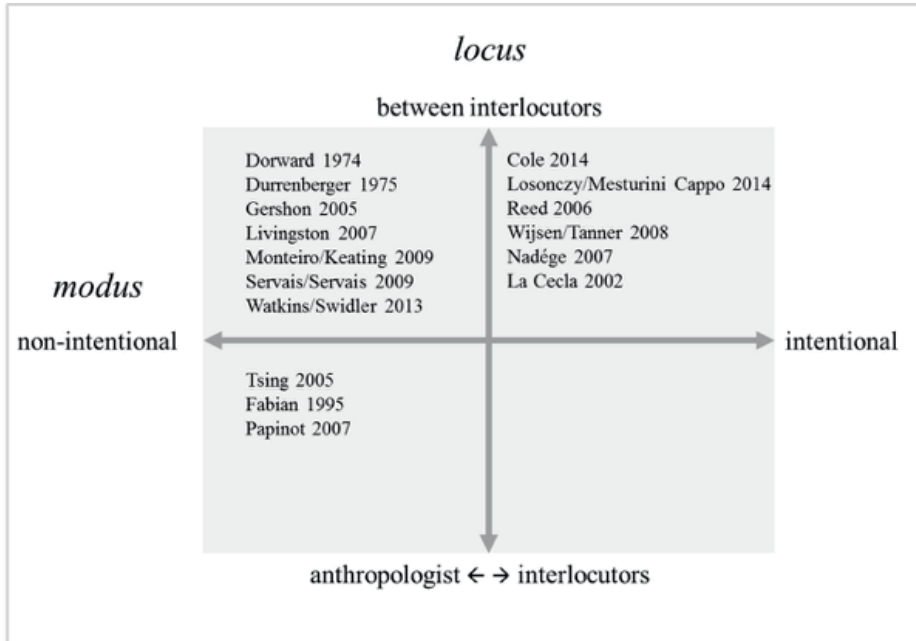 locus
between interlocutors
Dorward 1974
Durrenberger 1975
Gershon 2005
Livingston 2007
Monteiro/Keating 2009
Servais/Servais 2009
Watkins/Swidler 2013
Cole 2014
Losonczy/Mesturini Cappo 2014
Reed 2006
Wijsen/Tanner 2008
Nadége 2007
La Cecla 2002
modus
non-intentional
intentional
Tsing 2005
Fabian 1995
Papinot 2007
anthropologist ← → interlocutors